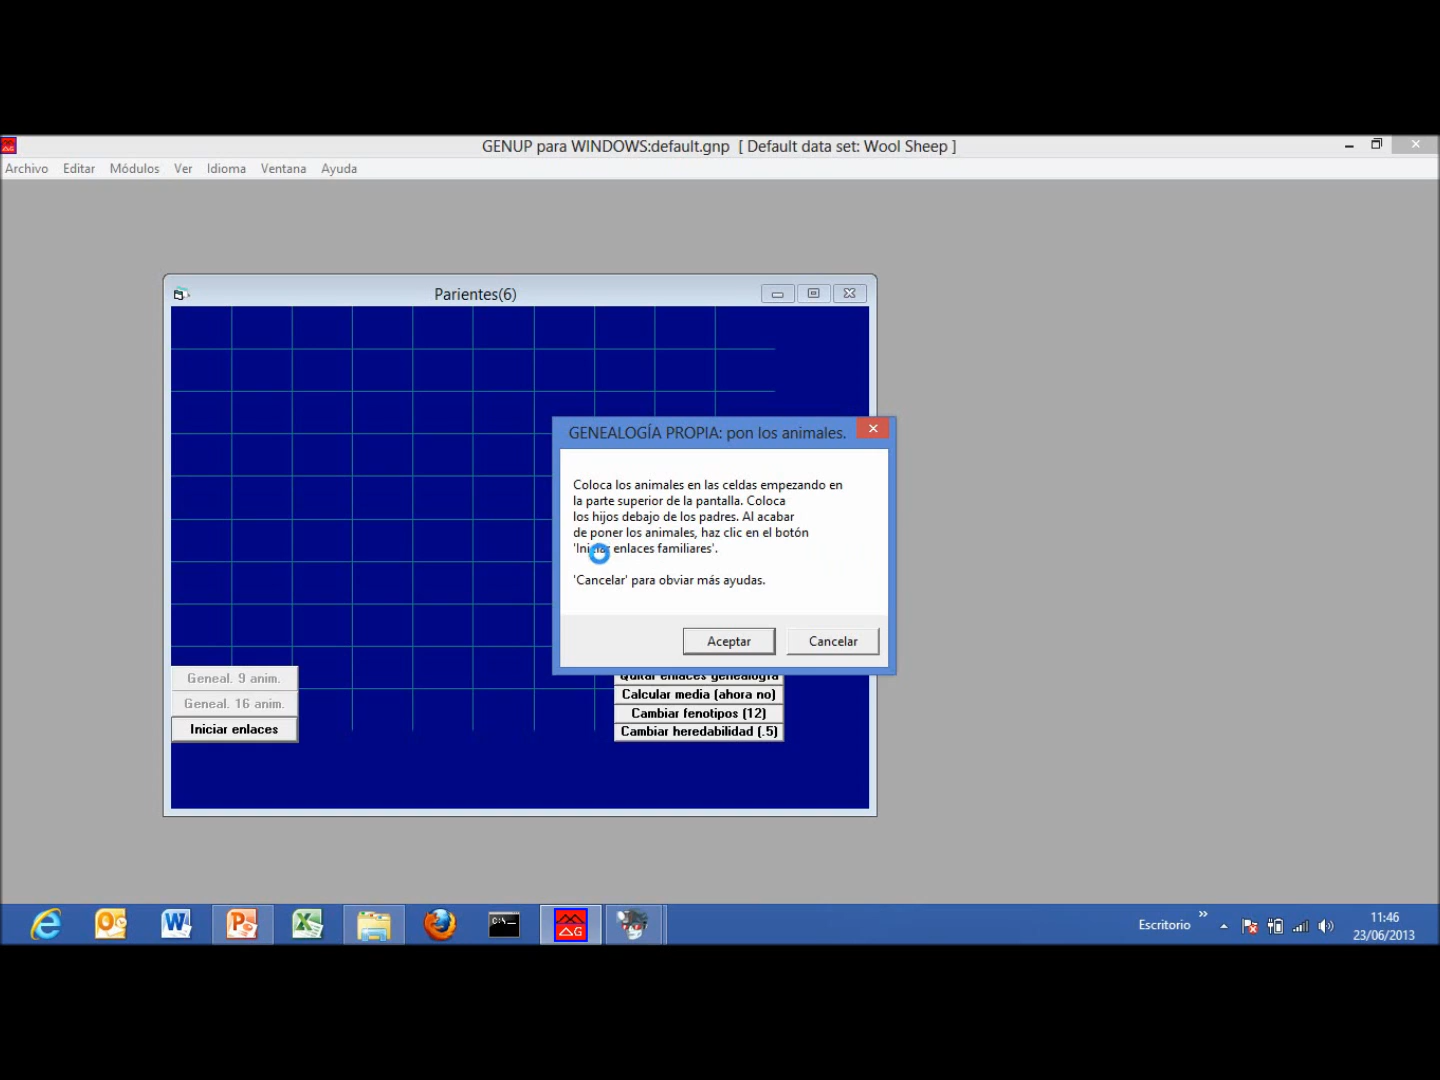 GENUP para WINDOWS:default.gnp [ Default data set: Wool Sheep ]
Archivo Editar Módulos Ver Idioma Ventana Ayuda
Parientes(6)
GENEALOGÍA PROPIA: pon los animales.
Coloca los animales en las celdas empezando en
la parte superior de la pantalla. Coloca
los hijos debajo de los padres. Al acabar
de poner los animales, haz clic en el botón
'Iniciar enlaces familiares'.
'Cancelar' para obviar más ayudas.
Aceptar Cancelar
Geneal. 9 anim.
Geneal. 16 anim.
Iniciar enlaces
Quitar enlaces genealogía
Calcular media (ahora no)
Cambiar fenotipos (12)
Cambiar heredabilidad (.5)
Escritorio
11:46
23/06/2013